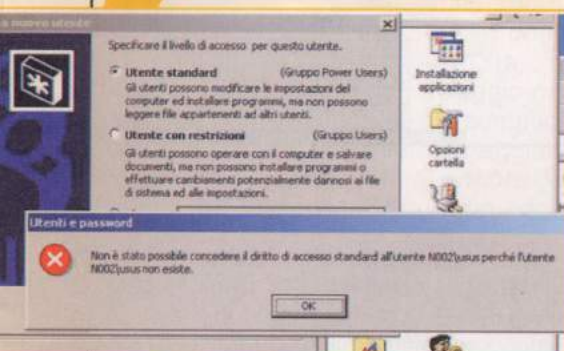 nuovo utente
Specificare il livello di accesso per questo utente.
Utente standard (Gruppo Power Users)
Gli utenti possono modificare le impostazioni del
computer ed installare programmi, ma non possono
leggere file appartenenti ad altri utenti.
Utente con restrizioni (Gruppo Users)
Gli utenti possono operare con il computer e salvare
documenti, ma non possono installare programmi o
effettuare cambiamenti potenzialmente dannosi ai file
di sistema ed alle impostazioni.
Installazione
applicazioni
Opzioni
cartella
Utenti e password
Non è stato possibile concedere il diritto di accesso standard all'utente N002\usus perché l'utente
N002\usus non esiste.
OK